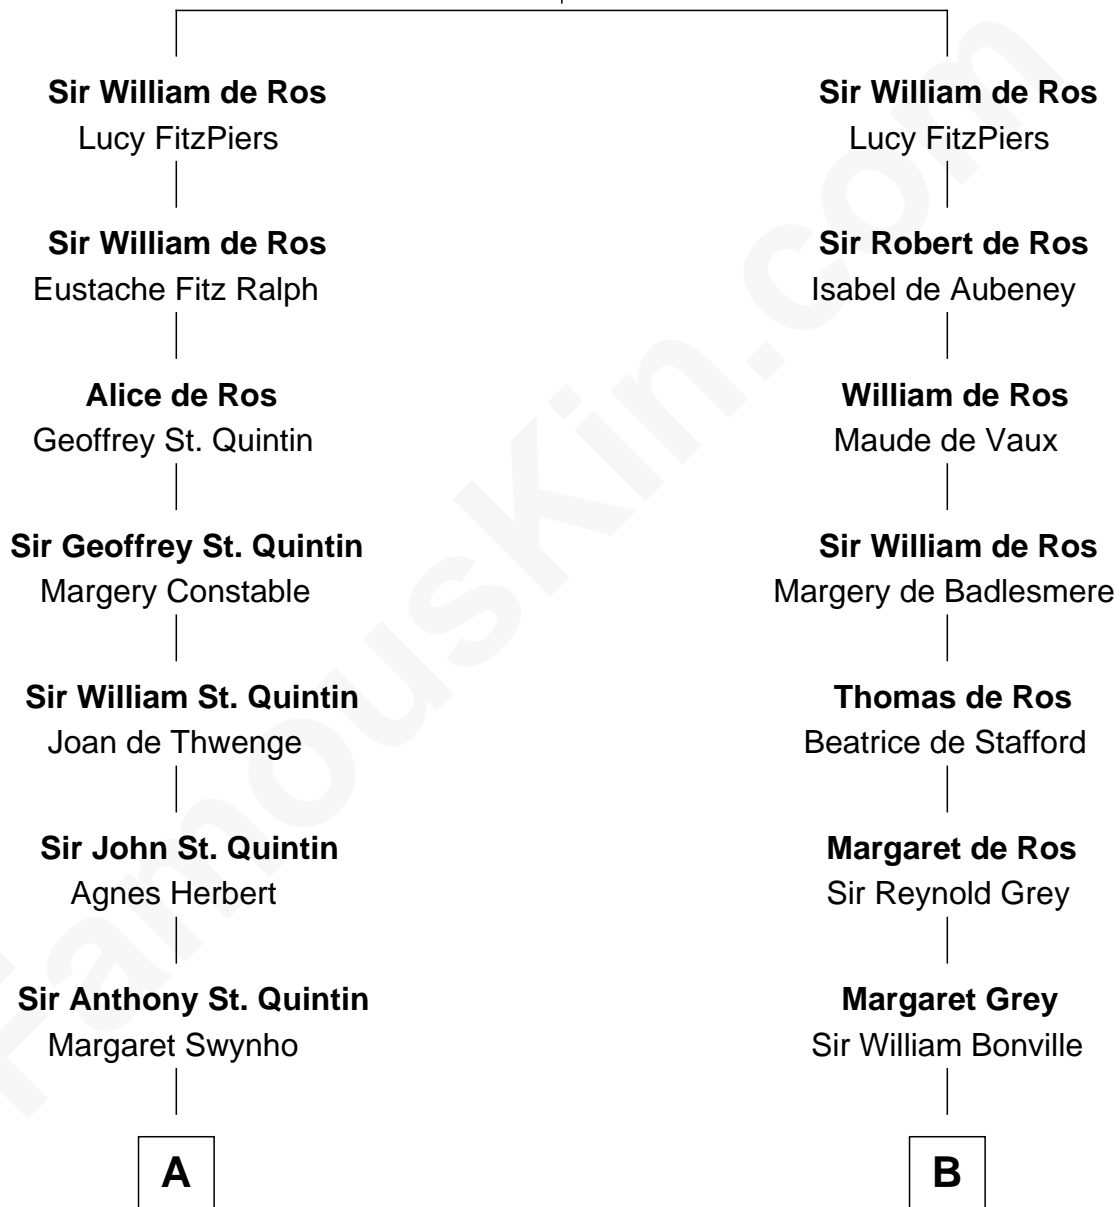 Sir William de Ros
Lucy FitzPiers
Sir William de Ros
Eustache Fitz Ralph
Alice de Ros
Geoffrey St. Quintin
Sir Geoffrey St. Quintin
Margery Constable
Sir William St. Quintin
Joan de Thwenge
Sir John St. Quintin
Agnes Herbert
Sir Anthony St. Quintin
Margaret Swynho
A
Sir William de Ros
Lucy FitzPiers
Sir Robert de Ros
Isabel de Aubeney
William de Ros
Maude de Vaux
Sir William de Ros
Margery de Badlesmere
Thomas de Ros
Beatrice de Stafford
Margaret de Ros
Sir Reynold Grey
Margaret Grey
Sir William Bonville
B
FamousKin.com